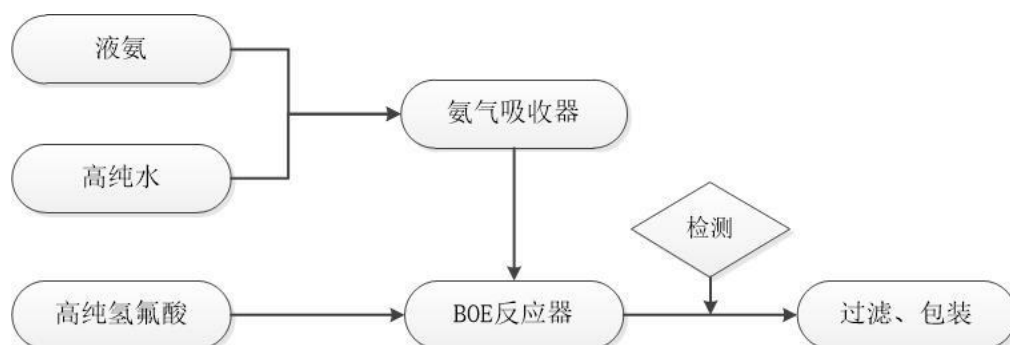 液氨
氨气吸收器
高纯水
检测
高纯氢氟酸
BOE反应器
过滤、包装